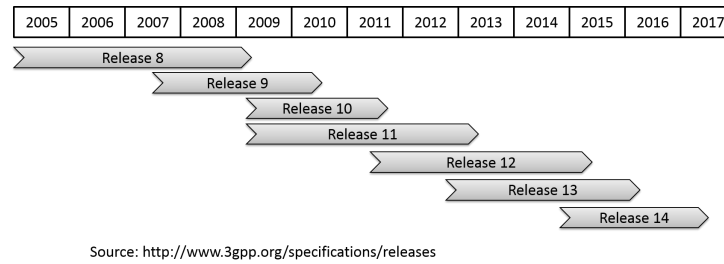 2005 2006 2007 2008 2009 2010 2011 2012 2013 2014 2015 2016 2017
Release 8
Release 9
Release 10
Release 11
Release 12
Release 13
Release 14
Source: http://www.3gpp.org/specifications/releases